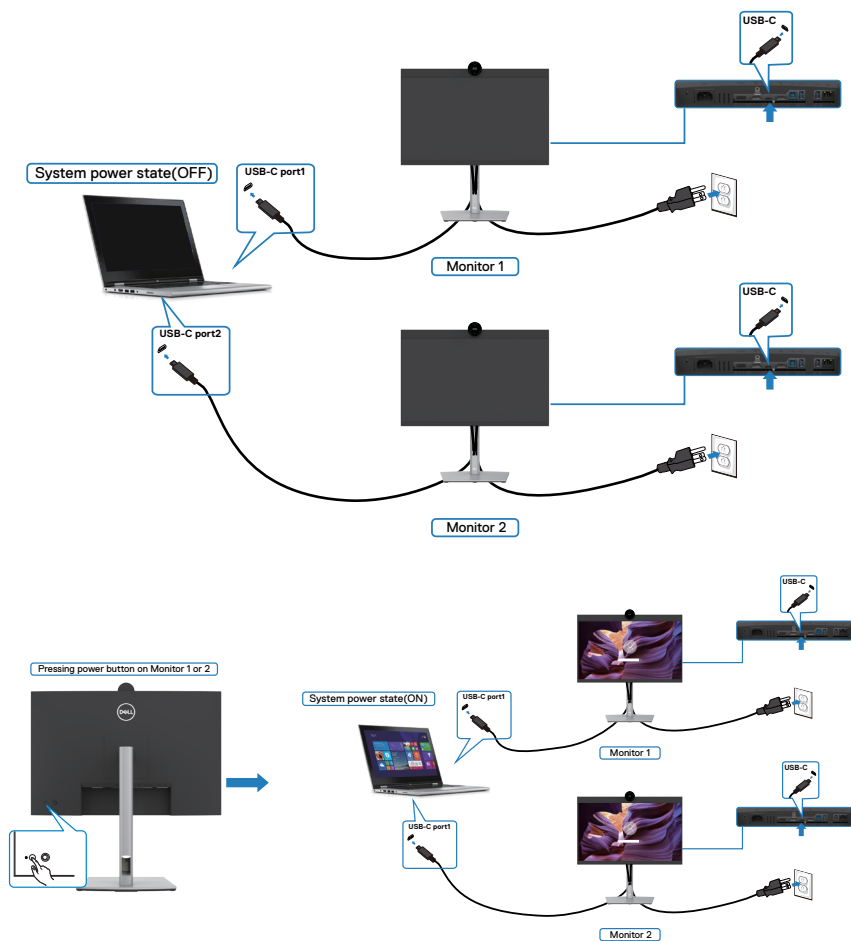 USB-C
System power state(OFF)
USB-C port1
Monitor 1
USB-C
USB-C port2
Monitor 2
USB-C
Pressing power button on Monitor 1 or 2
DELL
System power state(ON)
USB-C port1
Monitor 1
USB-C
USB-C port1
Monitor 2